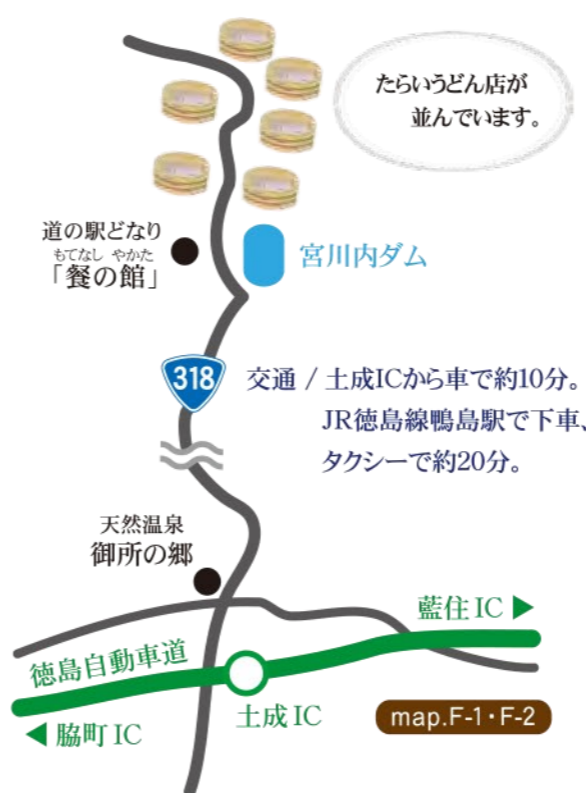 たらいうどん店が
並んでいます。
道の駅どなり
もてなし やかた
「餐の館」
宮川内ダム
318
交通 / 土成ICから車で約10分。
JR徳島線鴨島駅で下車、
タクシーで約20分。
天然温泉
御所の郷
藍住 IC ▶
徳島自動車道
土成 IC
◀ 脇町 IC
map.F-1・F-2